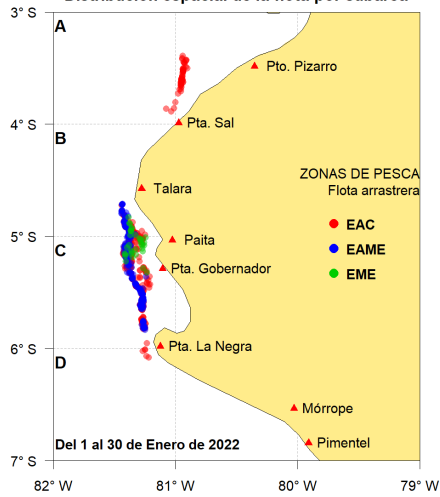 Distribución espacial de la flota por subárea
3° S
A
Pto. Pizarro
4° S
Pta. Sal
B
ZONAS DE PESCA
Talara
Flota arrastrera
EAC
5° S
Paita
C
EAME
Pta. Gobernador
EME
6° S
Pta. La Negra
D
Mórrope
Del 1 al 30 de Enero de 2022
Pimentel
7° S
82° W
81° W
80° W
79° W